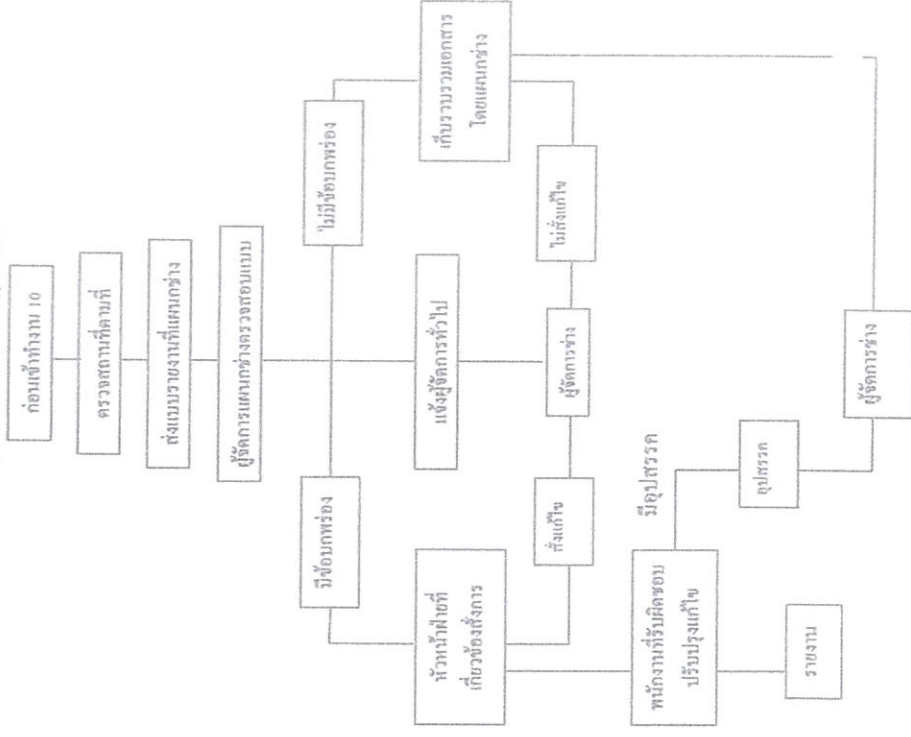 ก่อนเข้าทำงาน 10
ตรวจสถานที่ตามที่
ส่งแบบรายงานที่แผนกช่าง
ผู้จัดการแผนกช่างตรวจสอบแบบ
มีข้อบกพร่อง
ไม่มีข้อบกพร่อง
หัวหน้าฝ่ายที่
เกี่ยวข้องสั่งการ
แจ้งผู้จัดการทั่วไป
เก็บรวบรวมเอกสาร
โดยแผนกช่าง
สั่งแก้ไข
ผู้จัดการช่าง
ไม่สั่งแก้ไข
พนักงานที่รับผิดชอบ
ปรับปรุงแก้ไข
มีอุปสรรค
อุปสรรค
รายงาน
ผู้จัดการช่าง